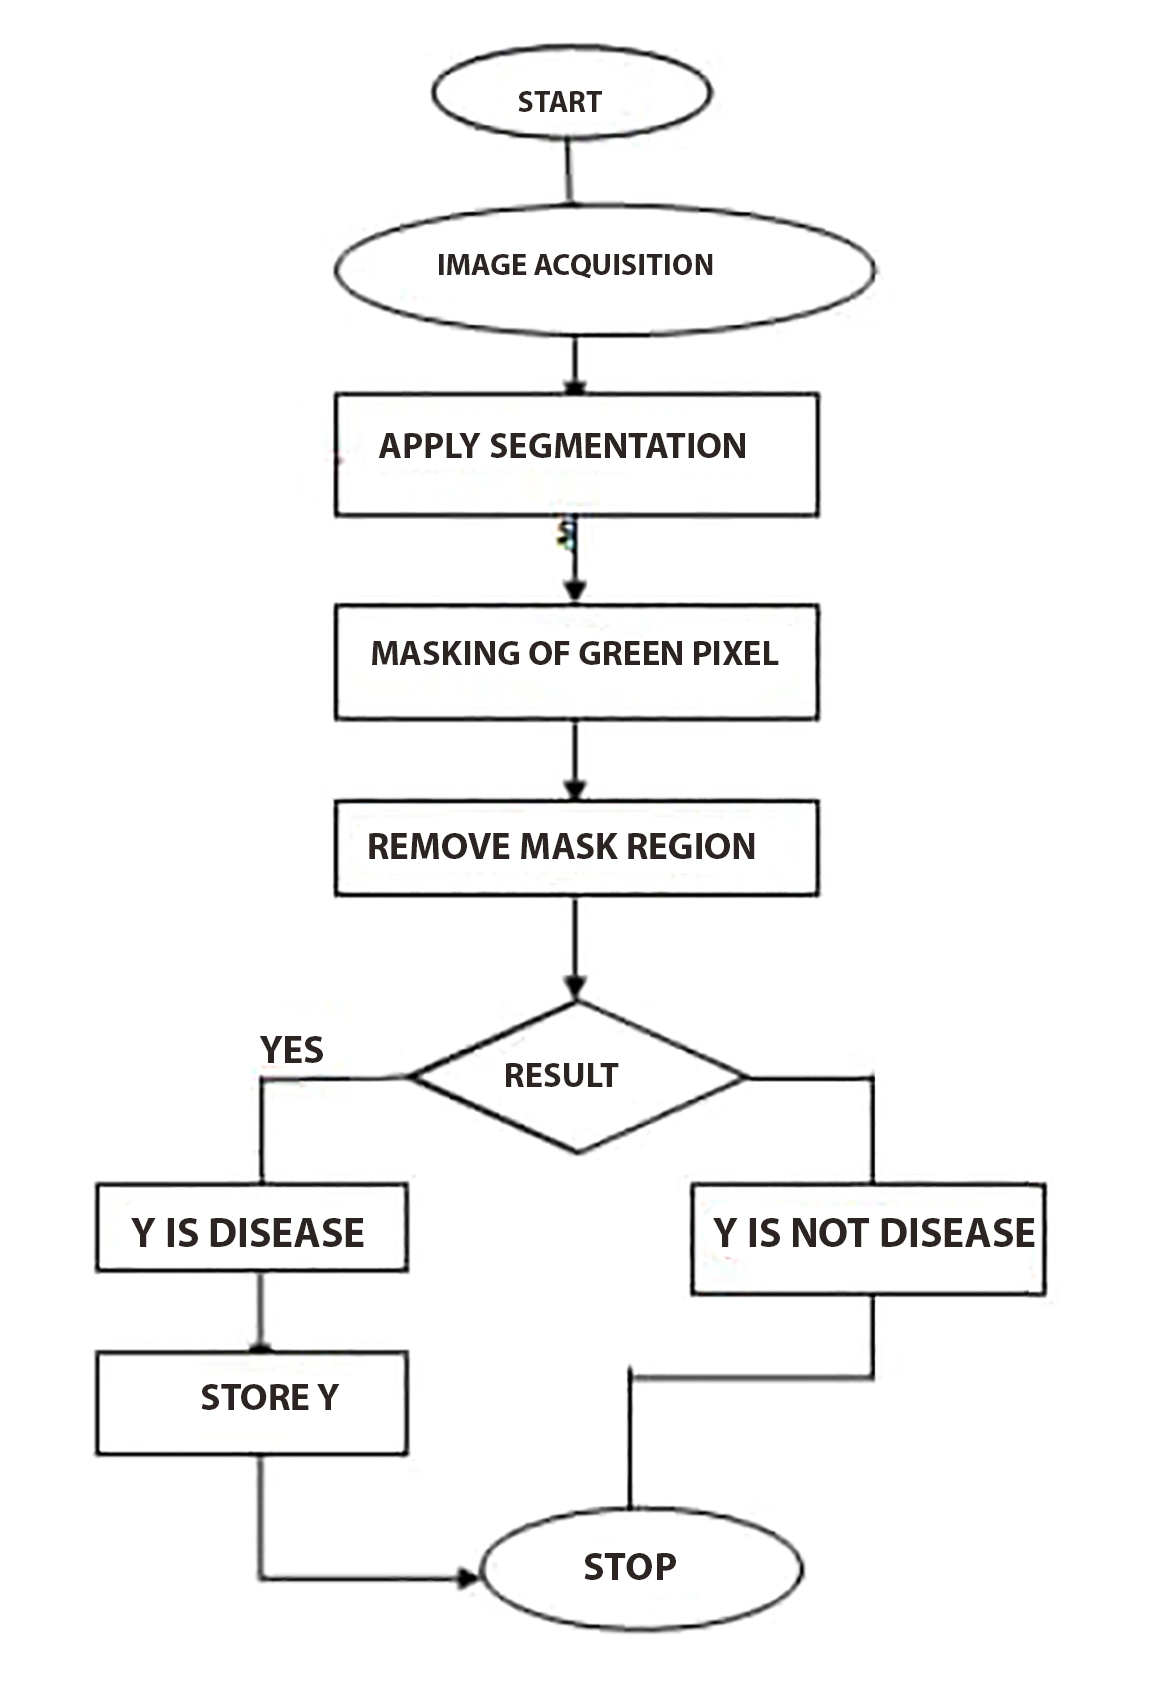 START
IMAGE ACQUISITION
APPLY SEGMENTATION
MASKING OF GREEN PIXEL
REMOVE MASK REGION
YES
RESULT
Y IS DISEASE
Y IS NOT DISEASE
STORE Y
STOP